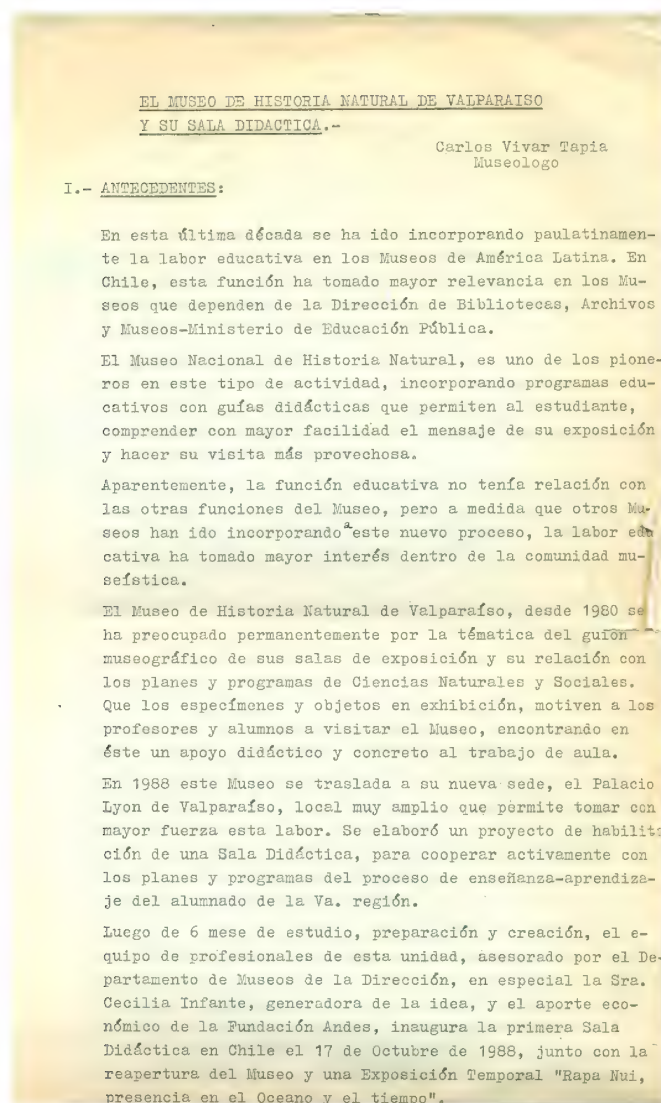 EL MUSEO DE HISTORIA NATURAL DE VALPARAISO
Y SU SALA DIDACTICA.-
Carlos Vivar Tapia
Museologo
I.- ANTECEDENTES:
En esta última década se ha ido incorporando paulatinamen-
te la labor educativa en los Museos de América Latina. En
Chile, esta función ha tomado mayor relevancia en los Mu-
seos que dependen de la Dirección de Bibliotecas, Archivos
y Museos-Ministerio de Educación Pública.
El Museo Nacional de Historia Natural, es uno de los pione-
ros en este tipo de actividad, incorporando programas edu-
cativos con guías didácticas que permiten al estudiante,
comprender con mayor facilidad el mensaje de su exposición
y hacer su visita más provechosa.
Aparentemente, la función educativa no tenía relación con
las otras funciones del Museo, pero a medida que otros Mu-
seos han ido incorporando a este nuevo proceso, la labor edu
cativa ha tomado mayor interés dentro de la comunidad mu-
seística.
El Museo de Historia Natural de Valparaíso, desde 1980 se
ha preocupado permanentemente por la témática del guión
museográfico de sus salas de exposición y su relación con
los planes y programas de Ciencias Naturales y Sociales.
Que los especímenes y objetos en exhibición, motiven a los
profesores y alumnos a visitar el Museo, encontrando en
éste un apoyo didáctico y concreto al trabajo de aula.
En 1988 este Museo se traslada a su nueva sede, el Palacio
Lyon de Valparaíso, local muy amplio que permite tomar con
mayor fuerza esta labor. Se elaboró un proyecto de habilita
ción de una Sala Didáctica, para cooperar activamente con
los planes y programas del proceso de enseñanza-aprendiza-
je del alumnado de la Va. región.
Luego de 6 mese de estudio, preparación y creación, el e-
quipo de profesionales de esta unidad, asesorado por el De-
partamento de Museos de la Dirección, en especial la Sra.
Cecilia Infante, generadora de la idea, y el aporte eco-
nómico de la Fundación Andes, inaugura la primera Sala
Didáctica en Chile el 17 de Octubre de 1988, junto con la
reapertura del Museo y una Exposición Temporal "Rapa Nui,
presencia en el Oceano y el tiempo".